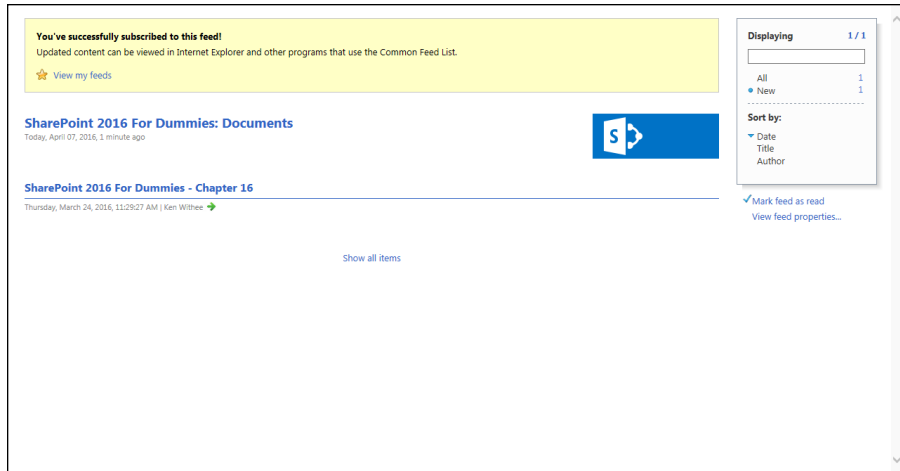 You've successfully subscribed to this feed!
Updated content can be viewed in Internet Explorer and other programs that use the Common Feed List.
View my feeds
SharePoint 2016 For Dummies: Documents
Today, April 07, 2016, 1 minute ago
S
SharePoint 2016 For Dummies - Chapter 16
Thursday, March 24, 2016, 11:29:27 AM | Ken Withee
Show all items
Displaying 1 / 1
All 1
New 1
Sort by:
Date
Title
Author
Mark feed as read
View feed properties...